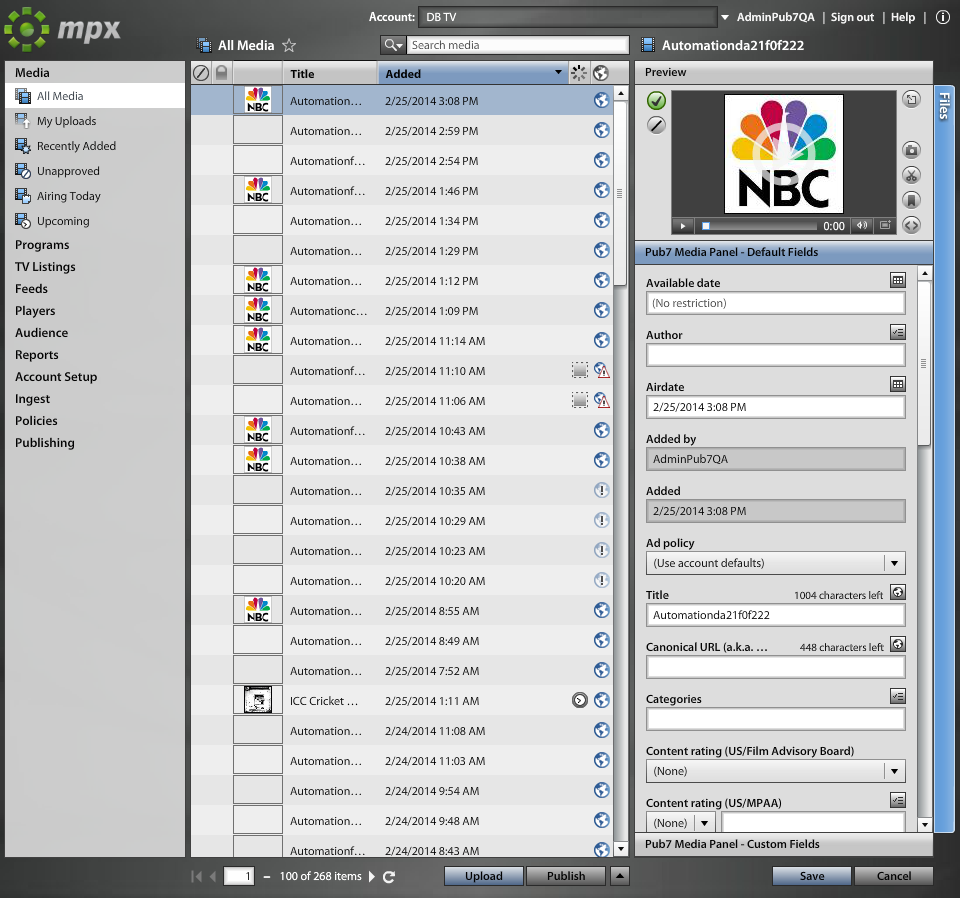 mpx
Account: DB TV AdminPub7QA | Sign out | Help |
All Media
Search media
Automationda21f0f222
Media
All Media
My Uploads
Recently Added
Unapproved
Airing Today
Upcoming
Programs
TV Listings
Feeds
Players
Audience
Reports
Account Setup
Ingest
Policies
Publishing
Title Added
NBC Automation... 2/25/2014 3:08 PM
Automation... 2/25/2014 2:59 PM
Automationf... 2/25/2014 2:54 PM
NBC Automationf... 2/25/2014 1:46 PM
Automation... 2/25/2014 1:34 PM
Automation... 2/25/2014 1:29 PM
NBC Automation... 2/25/2014 1:12 PM
NBC Automationc... 2/25/2014 1:09 PM
NBC Automation... 2/25/2014 11:14 AM
Automationf... 2/25/2014 11:10 AM
Automation... 2/25/2014 11:06 AM
NBC Automationf... 2/25/2014 10:43 AM
NBC Automation... 2/25/2014 10:38 AM
Automation... 2/25/2014 10:35 AM
Automation... 2/25/2014 10:29 AM
Automation... 2/25/2014 10:23 AM
Automation... 2/25/2014 10:20 AM
NBC Automation... 2/25/2014 8:55 AM
Automation... 2/25/2014 8:49 AM
Automation... 2/25/2014 7:52 AM
ICC Cricket ... 2/25/2014 1:11 AM
Automation... 2/24/2014 11:08 AM
Automation... 2/24/2014 11:03 AM
Automation... 2/24/2014 9:54 AM
Automation... 2/24/2014 9:48 AM
Automationf... 2/24/2014 8:43 AM
1 – 100 of 268 items
Upload
Publish
Preview
NBC
0:00
Files
Pub7 Media Panel - Default Fields
Available date
(No restriction)
Author
Airdate
2/25/2014 3:08 PM
Added by
AdminPub7QA
Added
2/25/2014 3:08 PM
Ad policy
(Use account defaults)
Title 1004 characters left
Automationda21f0f222
Canonical URL (a.k.a. ... 448 characters left
Categories
Content rating (US/Film Advisory Board)
(None)
Content rating (US/MPAA)
(None)
Pub7 Media Panel - Custom Fields
Save
Cancel